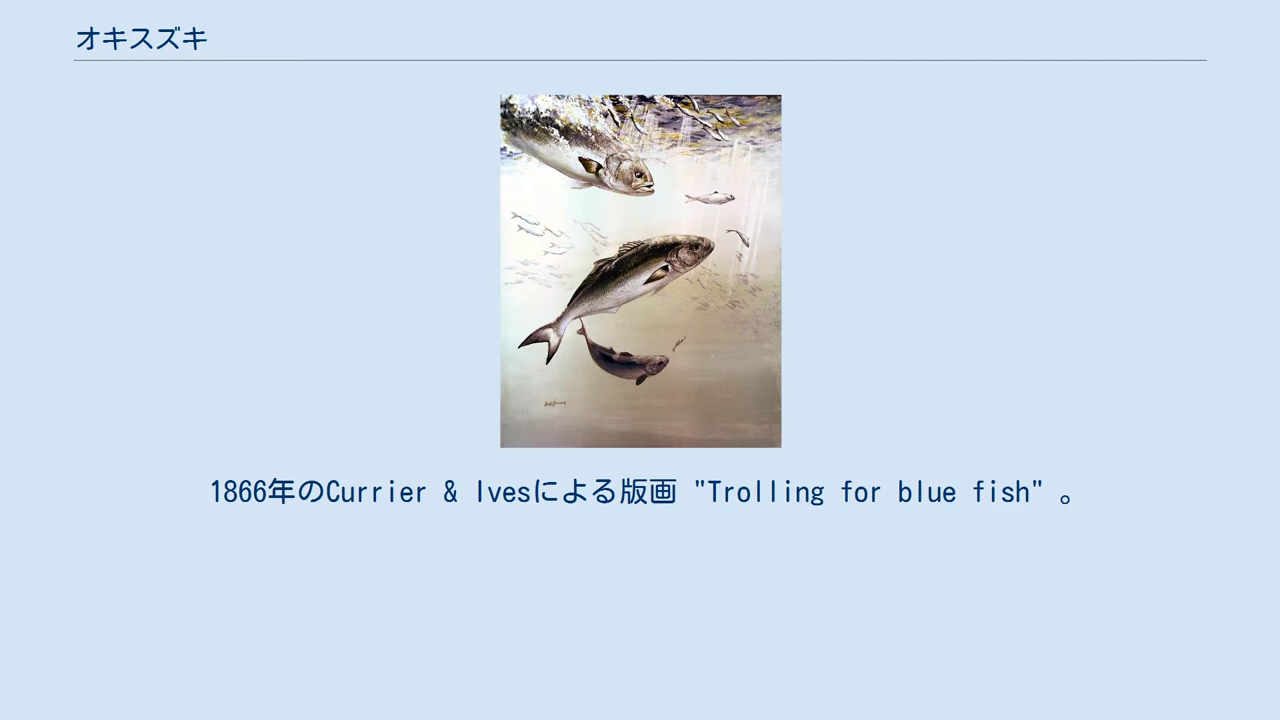 オキスズキ
1866年のCurrier & Ivesによる版画 "Trolling for blue fish" 。